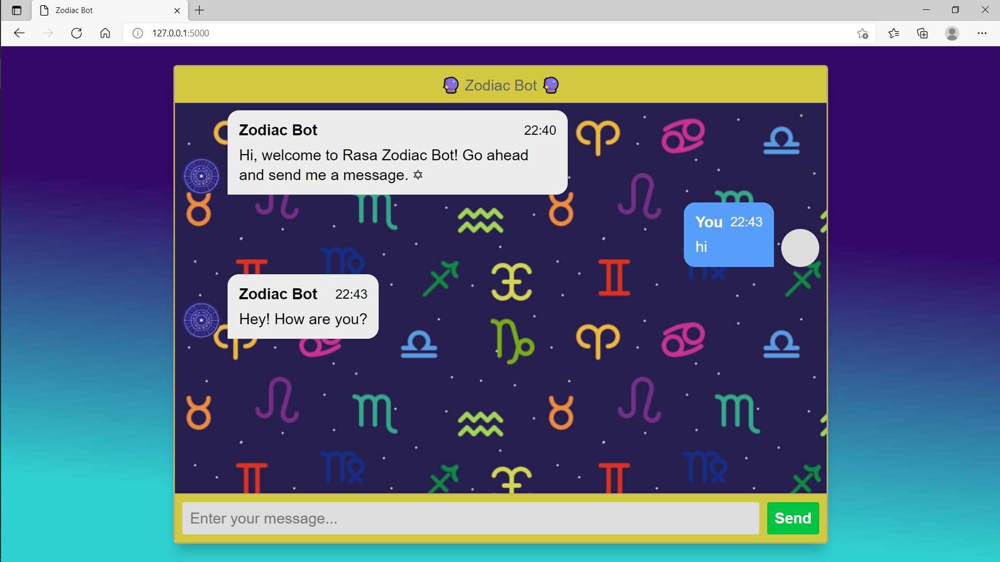 Zodiac Bot
127.0.0.1:5000
🔮 Zodiac Bot 🔮
Zodiac Bot 22:40
Hi, welcome to Rasa Zodiac Bot! Go ahead
and send me a message. ✡
You 22:43
hi
Zodiac Bot 22:43
Hey! How are you?
Enter your message...
Send